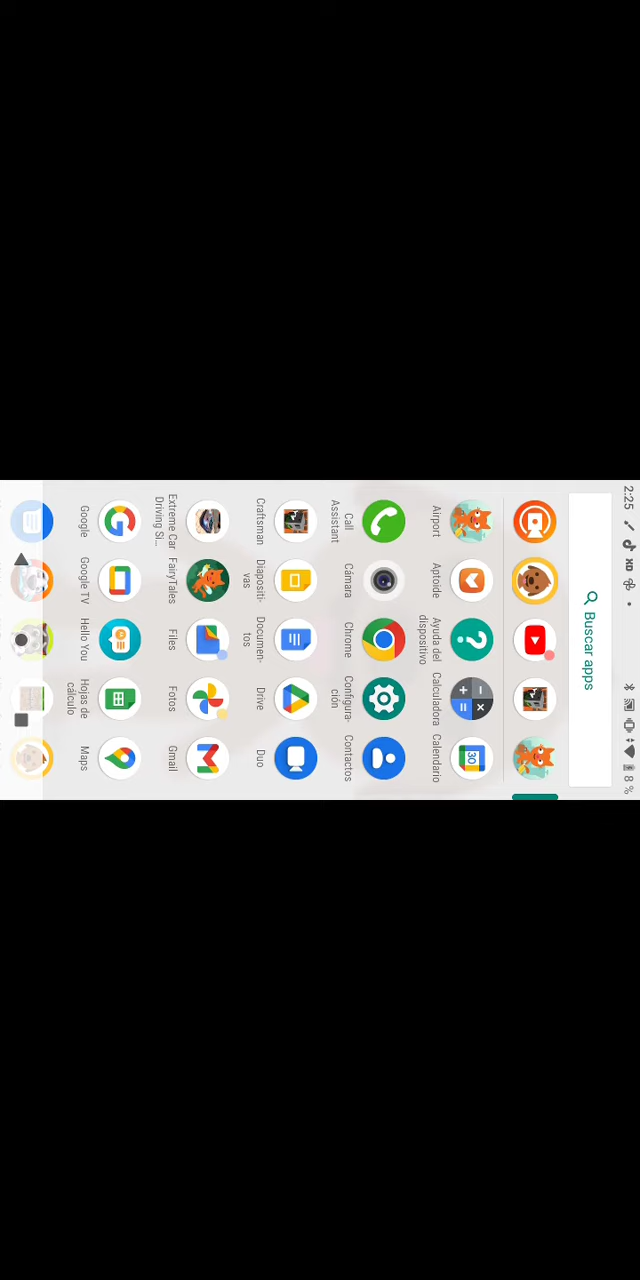 2:25
8 %
Buscar apps
Airport
Aptoide
Ayuda del
dispositivo
Calculadora
Calendario
30
Call
Assistant
Cámara
Chrome
Configura-
ción
Contactos
Craftsman
Diapositi-
vas
Documen-
tos
Drive
Duo
Extreme Car
Driving Si...
FairyTales
Files
Fotos
Gmail
Google
Google TV
Hello You
Hojas de
cálculo
Maps